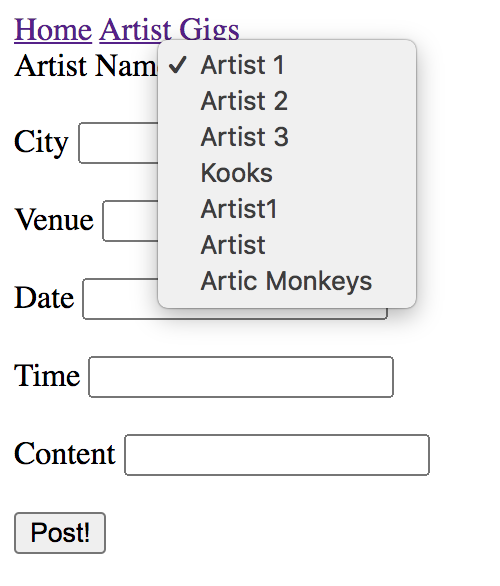 Home Artist Gigs
Artist Nam
✓ Artist 1
Artist 2
Artist 3
Kooks
Artist1
Artist
Artic Monkeys
City
Venue
Date
Time
Content
Post!